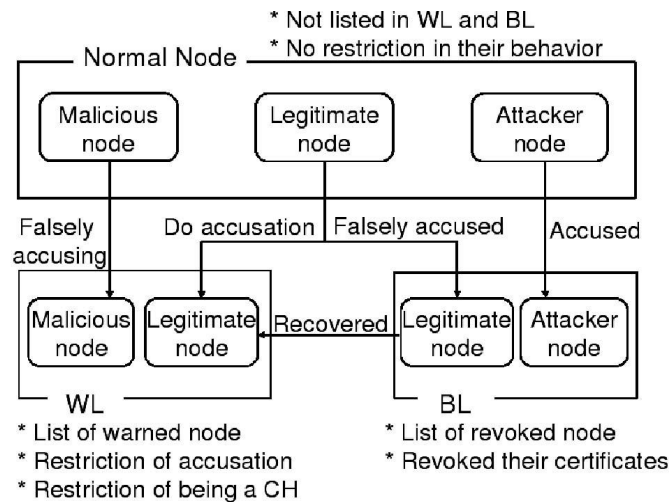 * Not listed in WL and BL
* No restriction in their behavior
Normal Node
Malicious
node
Legitimate
node
Attacker
node
Falsely
accusing
Do accusation
Falsely accused
Accused
Malicious
node
Legitimate
node
Recovered
Legitimate
node
Attacker
node
WL
* List of warned node
* Restriction of accusation
* Restriction of being a CH
BL
* List of revoked node
* Revoked their certificates